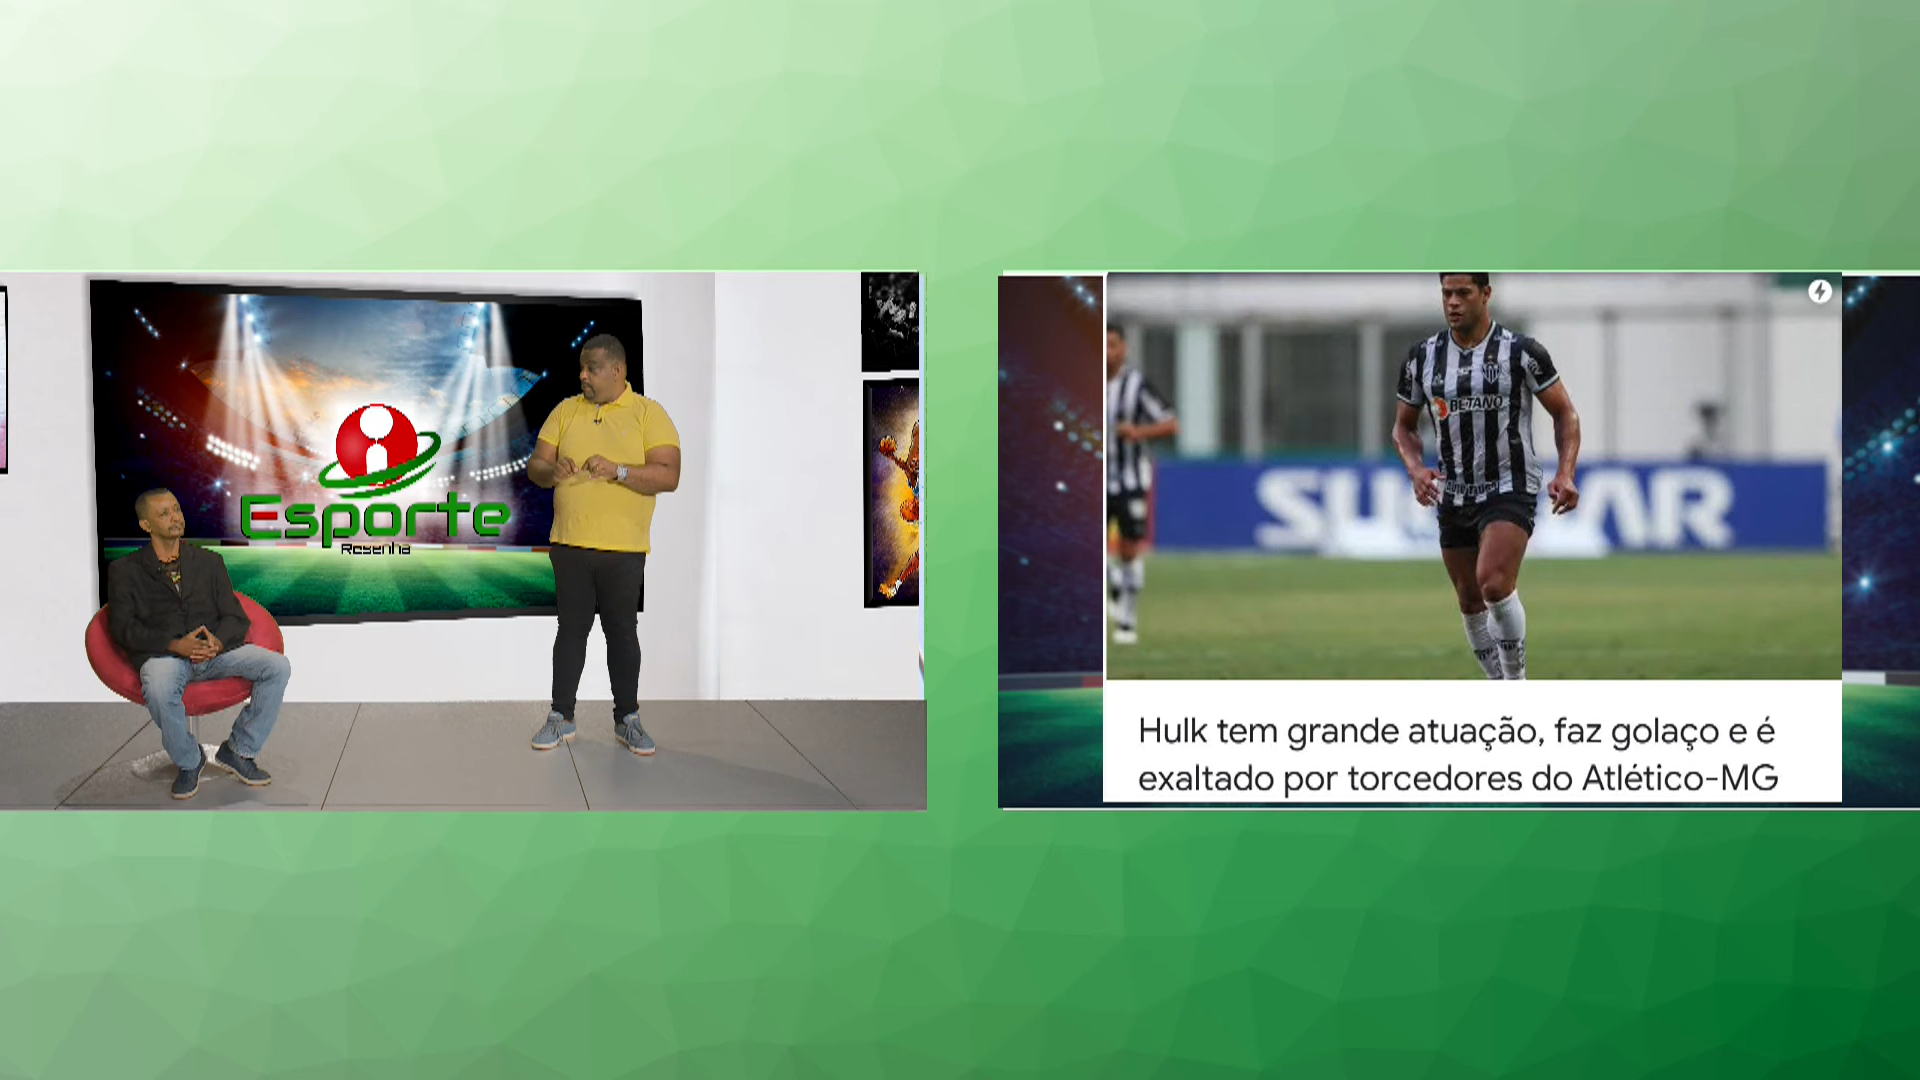 Esporte
Resenha
BETANO
Hulk tem grande atuação, faz golaço e é
exaltado por torcedores do Atlético-MG